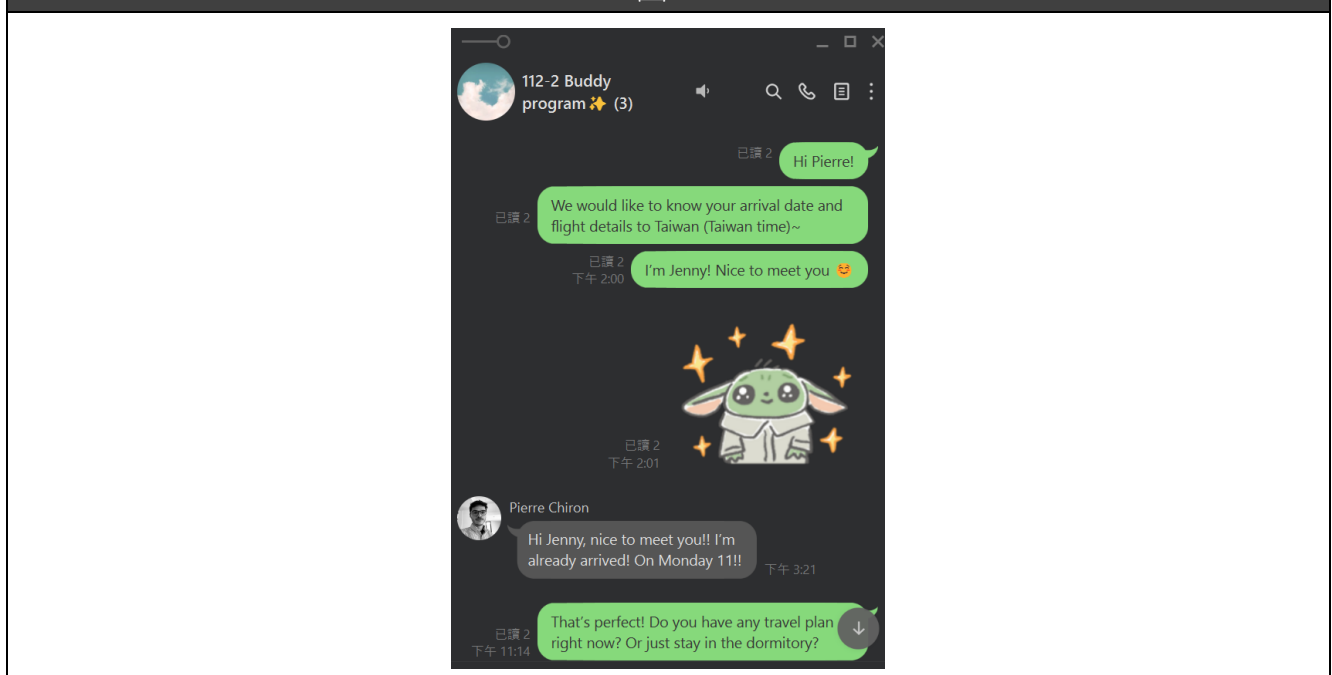 112-2 Buddy
program✨ (3)
已讀 2
Hi Pierre!
已讀 2
We would like to know your arrival date and
flight details to Taiwan (Taiwan time)~
已讀 2
下午 2:00
I'm Jenny! Nice to meet you ☺️
已讀 2
下午 2:01
Pierre Chiron
Hi Jenny, nice to meet you!! I'm
already arrived! On Monday 11!!
下午 3:21
已讀 2
下午 11:14
That's perfect! Do you have any travel plan
right now? Or just stay in the dormitory?